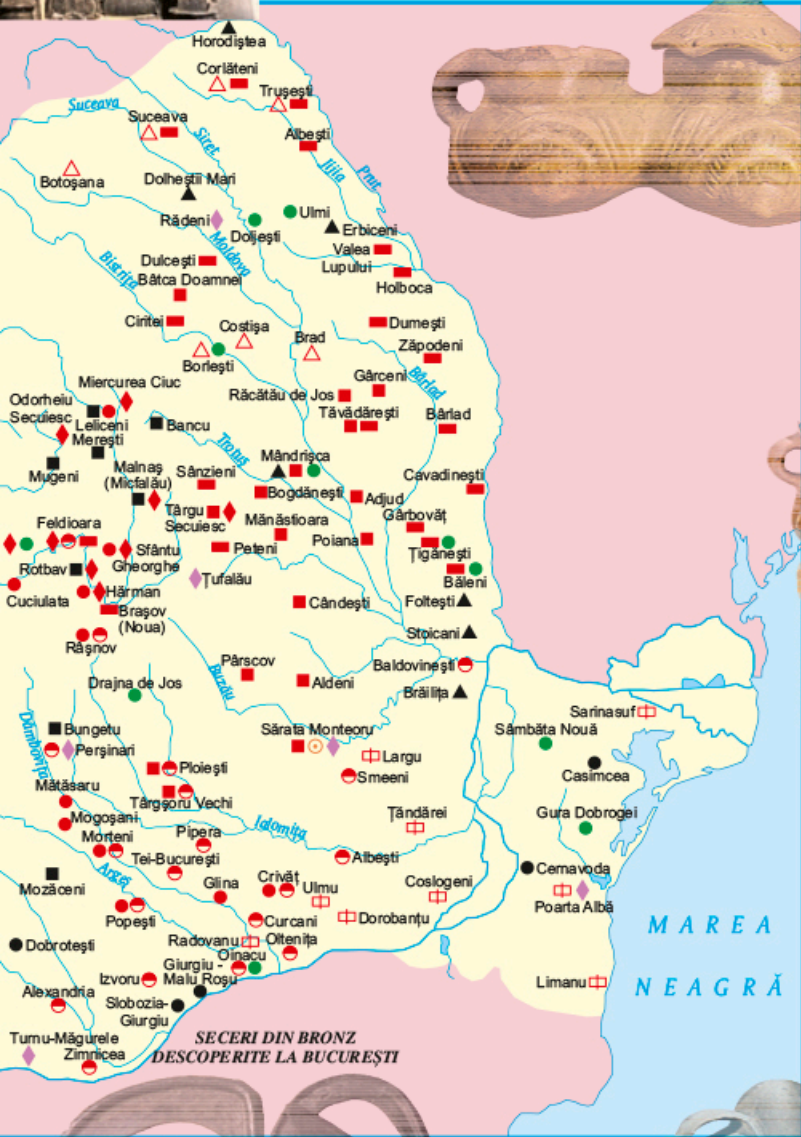 Horodiştea
Corlăteni
Truşeşti
Suceava
Suceava
Siret
Albeşti
Jijia
Prut
Botoşana
Dolheştii Mari
Rădeni
Doljeşti
Ulmi
Erbiceni
Moldova
Valea
Lupului
Dulceşti
Bistriţa
Bâtca Doamnei
Holboca
Ciritei
Costişa
Brad
Dumeşti
Borleşti
Zăpodeni
Miercurea Ciuc
Gârceni
Bârlad
Odorheiu
Secuiesc
Leliceni
Răcătău de Jos
Tăvădăreşti
Bârlad
Bancu
Mereşti
Trotuş
Mugeni
Malnaş
(Micfalău)
Sânzieni
Mândrişca
Cavadineşti
Bogdăneşti
Adjud
Târgu
Secuiesc
Mănăstioara
Gârbovăţ
Feldioara
Poiana
Ţigăneşti
Sfântu
Gheorghe
Peteni
Rotbav
Ţufalău
Băleni
Cuciulata
Hărman
Cândeşti
Folteşti
Braşov
(Noua)
Stoicani
Râşnov
Pârscov
Baldovineşti
Drajna de Jos
Buzău
Aldeni
Brăiliţa
Sarinasuf
Dâmboviţa
Bungetu
Perşinari
Sărata Monteoru
Largu
Sâmbăta Nouă
Casimcea
Ploieşti
Smeeni
Mătăsaru
Târgşoru Vechi
Mogoşani
Ialomiţa
Ţăndărei
Gura Dobrogei
Morteni
Pipera
Tei-Bucureşti
Albeşti
Argeş
Mozăceni
Glina
Crivăţ
Ulmu
Coslogeni
Cernavoda
Poarta Albă
Popeşti
Curcani
Dorobanţu
MAREA
Dobroteşti
Radovanu
Olteniţa
Oinacu
Giurgiu -
Malu Roşu
Izvoru
Limanu
NEAGRĂ
Alexandria
Slobozia-
Giurgiu
Turnu-Măgurele
Zimnicea
SECERI DIN BRONZ
DESCOPERITE LA BUCUREŞTI